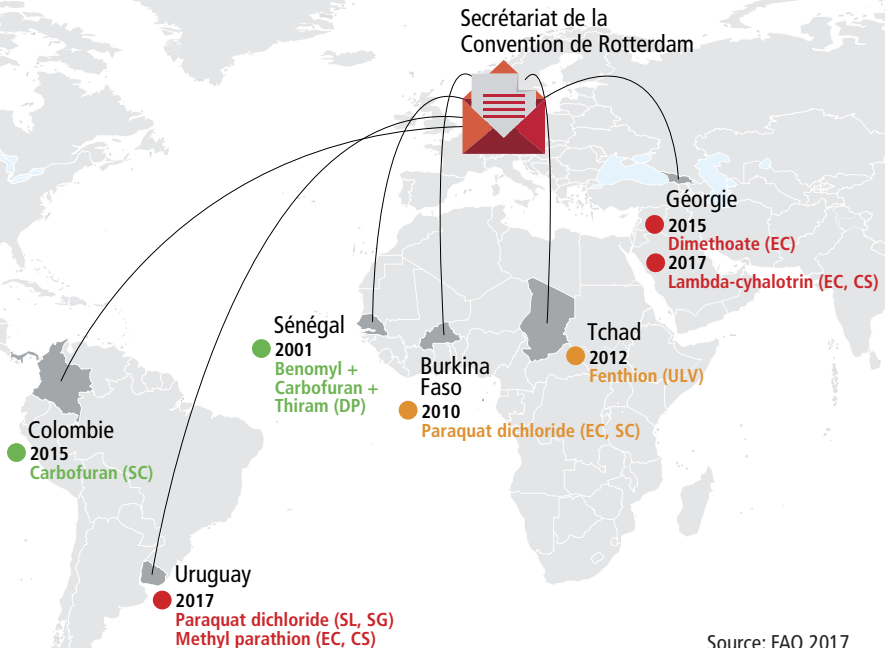 Secrétariat de la
Convention de Rotterdam
Géorgie
2015
Dimethoate (EC)
2017
Lambda-cyhalotrin (EC, CS)
Sénégal
2001
Benomyl +
Carbofuran +
Thiram (DP)
Tchad
2012
Fenthion (ULV)
Burkina
Faso
2010
Paraquat dichloride (EC, SC)
Colombie
2015
Carbofuran (SC)
Uruguay
2017
Paraquat dichloride (SL, SG)
Methyl parathion (EC, CS)
Source: FAO 2017